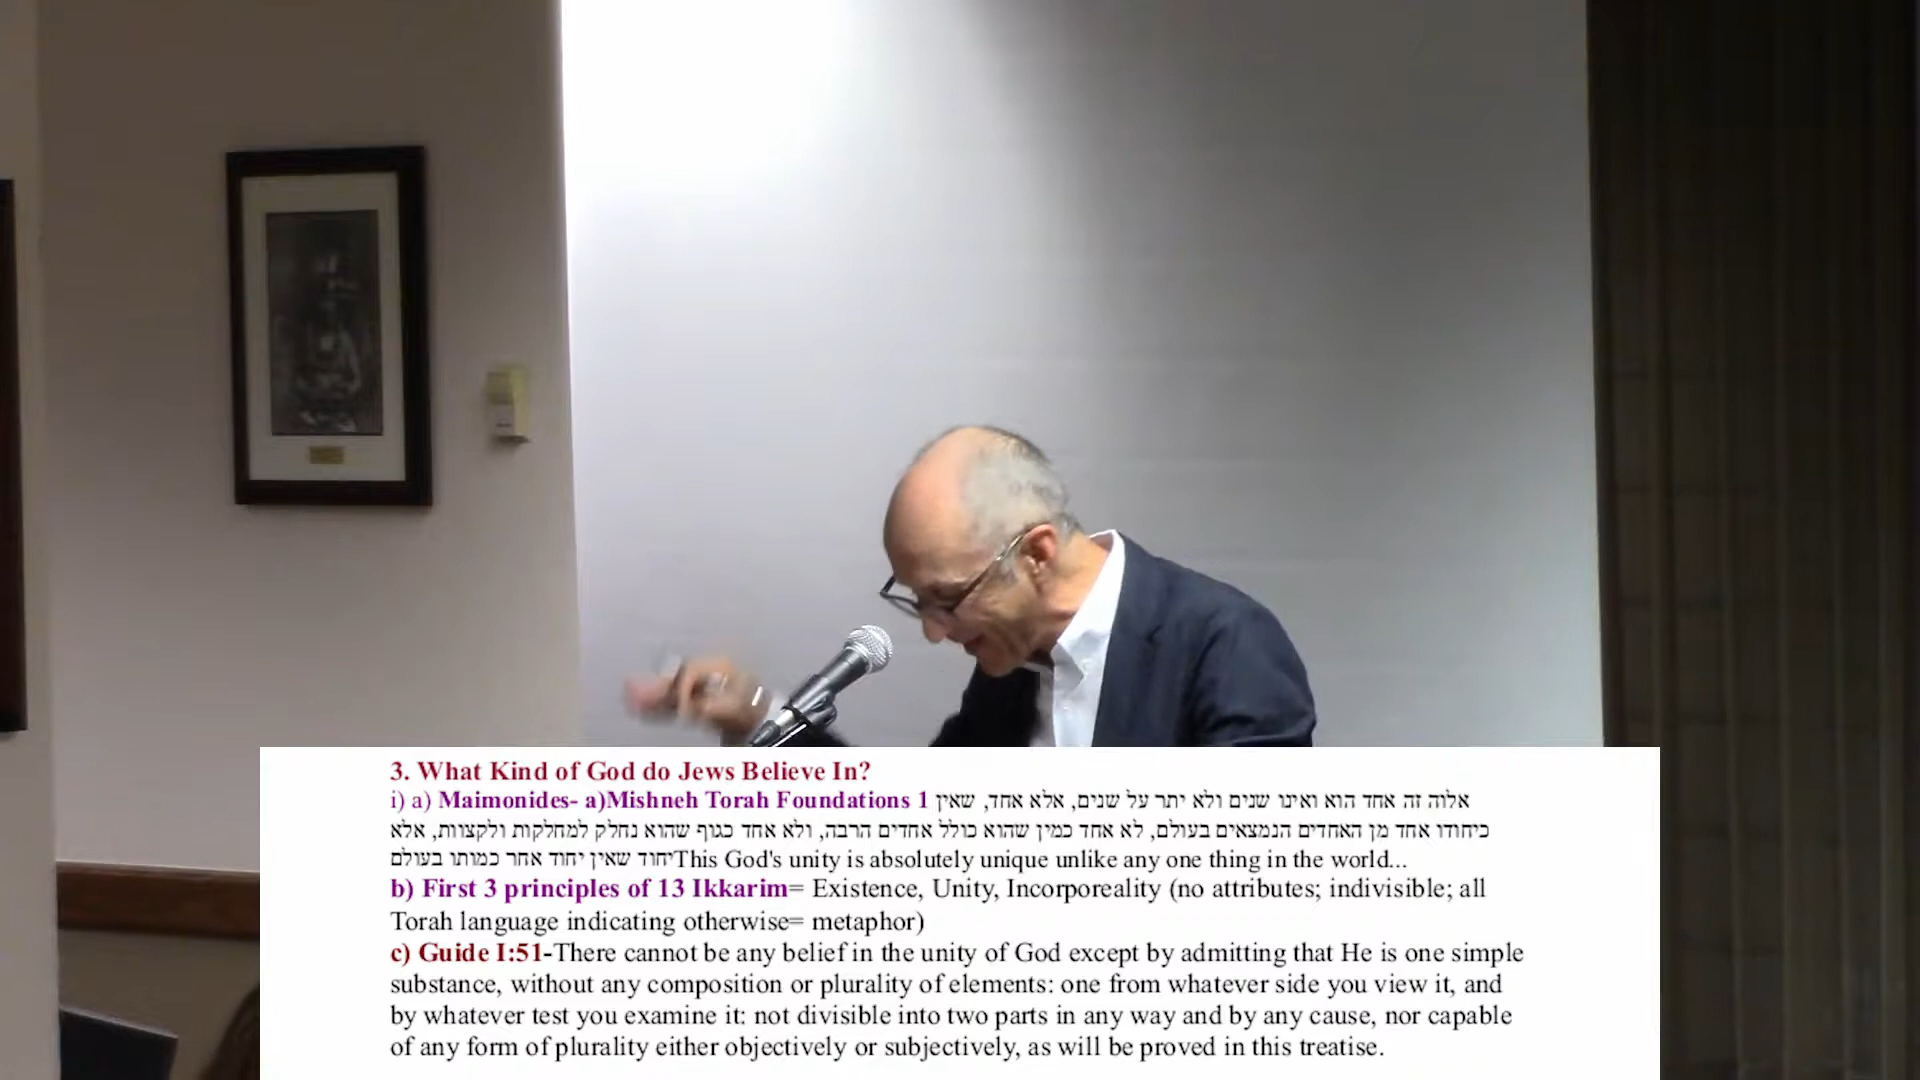 3. What Kind of God do Jews Believe In?
i) a) Maimonides- a)Mishneh Torah Foundations 1 אלוה זה אחד הוא ואינו שנים ולא יתר על שנים, אלא אחד, שאין
כיחודו אחד מן האחדים הנמצאים בעולם, לא אחד כמין שהוא כולל אחדים הרבה, ולא אחד כגוף שהוא נחלק למחלקות ולקצוות, אלא
יחוד שאין יחוד אחר כמותו בעולםThis God's unity is absolutely unique unlike any one thing in the world...
b) First 3 principles of 13 Ikkarim= Existence, Unity, Incorporeality (no attributes; indivisible; all
Torah language indicating otherwise= metaphor)
c) Guide I:51-There cannot be any belief in the unity of God except by admitting that He is one simple
substance, without any composition or plurality of elements: one from whatever side you view it, and
by whatever test you examine it: not divisible into two parts in any way and by any cause, nor capable
of any form of plurality either objectively or subjectively, as will be proved in this treatise.